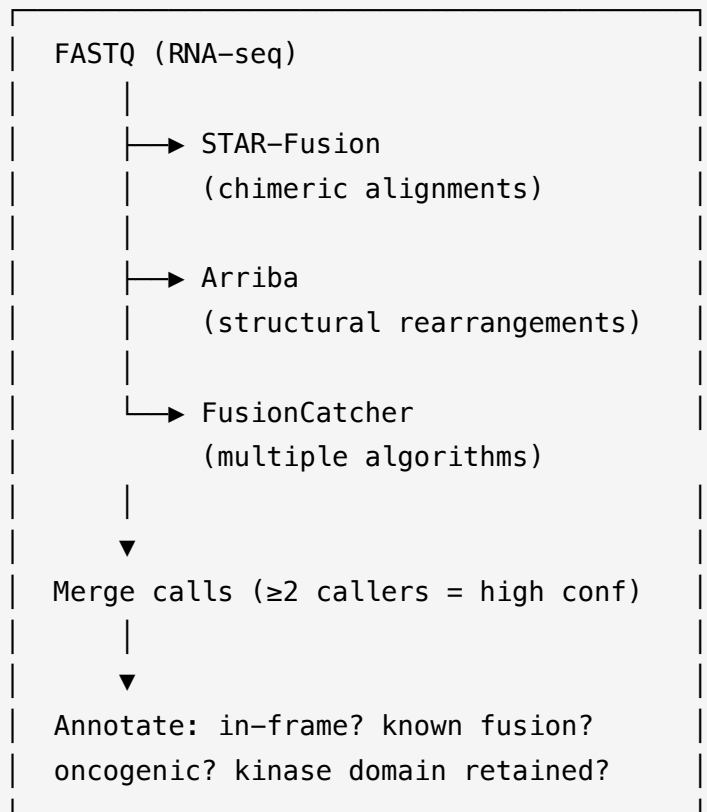 FASTQ (RNA-seq)
STAR-Fusion
(chimeric alignments)
Arriba
(structural rearrangements)
FusionCatcher
(multiple algorithms)
Merge calls (≥2 callers = high conf)
Annotate: in-frame? known fusion?
oncogenic? kinase domain retained?